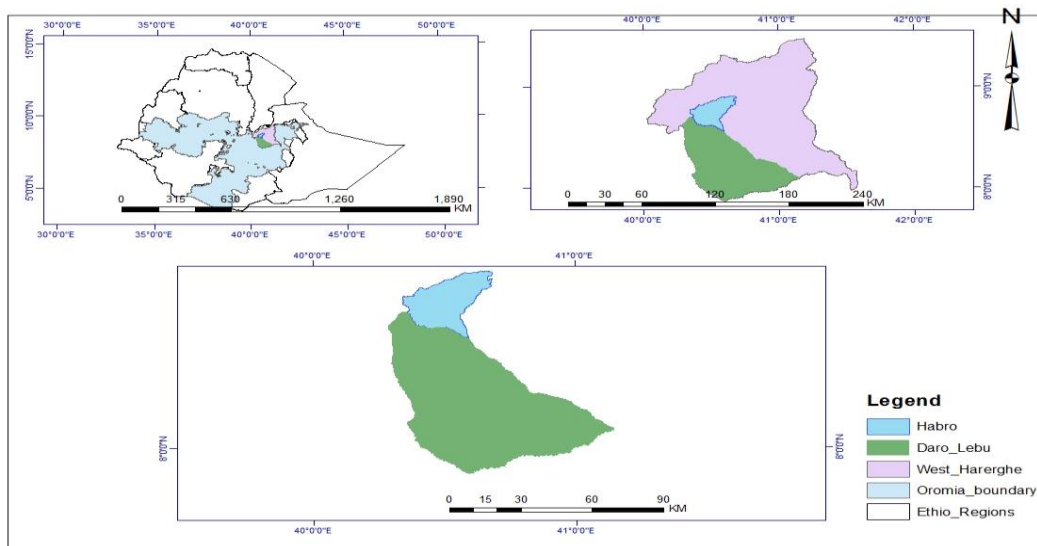 30°0'0"E 35°0'0"E 40°0'0"E 45°0'0"E 50°0'0"E
15°0'0"N
10°0'0"N
5°0'0"N
0 315 630 1,260 1,890
KM
30°0'0"E 35°0'0"E 40°0'0"E 45°0'0"E 50°0'0"E
40°0'0"E 41°0'0"E 42°0'0"E
N
9°0'0"N
8°0'0"N
0 15 30 60 120 180 240
KM
40°0'0"E 41°0'0"E 42°0'0"E
40°0'0"E 41°0'0"E
8°0'0"N 8°0'0"N
0 15 30 60 90
KM
40°0'0"E 41°0'0"E
Legend
Habro
Daro_Lebu
West_Harerghe
Oromia_boundary
Ethio_Regions